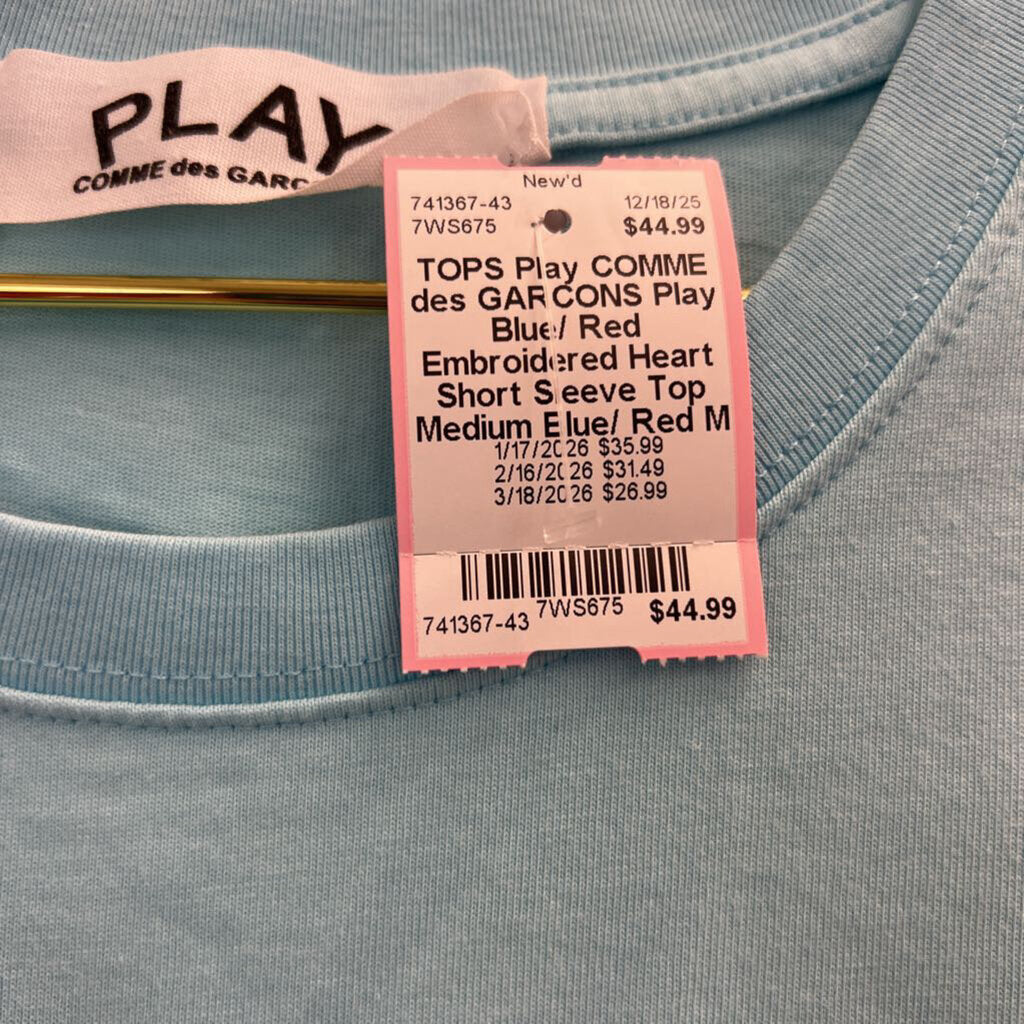 PLAY
COMME des GARC
New'd
741367-43 12/18/25
7WS675 $44.99
TOPS Play COMME
des GARCONS Play
Blue/ Red
Embroidered Heart
Short Sleeve Top
Medium Blue/ Red M
1/17/2026 $35.99
2/16/2026 $31.49
3/18/2026 $26.99
741367-43 7WS675 $44.99